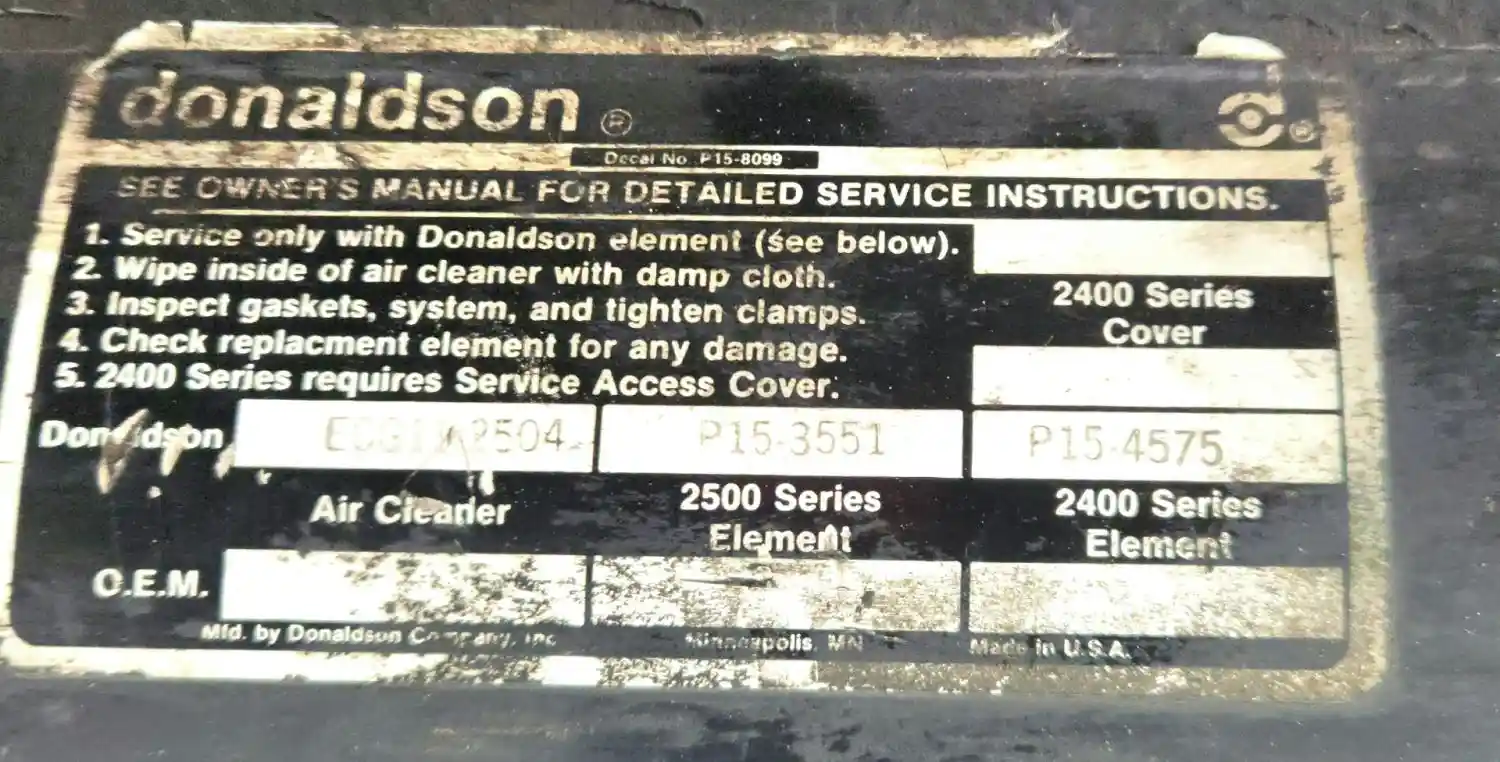 donaldson ®
®
Decal No. P15-8099
SEE OWNER'S MANUAL FOR DETAILED SERVICE INSTRUCTIONS.
1. Service only with Donaldson element (see below).
2. Wipe inside of air cleaner with damp cloth.
3. Inspect gaskets, system, and tighten clamps.
4. Check replacment element for any damage.
5. 2400 Series requires Service Access Cover.
2400 Series
Cover
Donaldson P15-3551 P15-4575
Air Cleaner
2500 Series
Element
2400 Series
Element
O.E.M.
Mfd. by Donaldson Company, Inc. Minneapolis, MN Made in U.S.A.